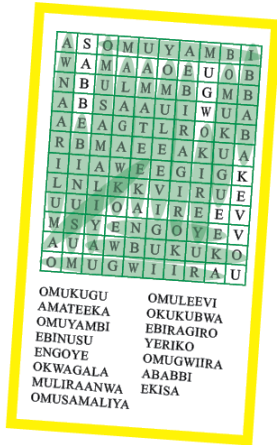 A S O M U Y A M B I
W A M A A O E U O B
N B U L M M B G M B
A B S A A U I W U A
A E A G T L R O K B
R B M A E E A K U A
I I A W E E G I G K
L N L K K V I R U E
U U I O A I R E E V
M S Y E N G O Y E V
A U A W B U K U K O
O M U G W I I R A U
OMUKUGU
AMATEEKA
OMUYAMBI
EBINUSU
ENGOYE
OKWAGALA
MULIRAANWA
OMUSAMALIYA
OMULEEVI
OKUKUBWA
EBIRAGIRO
YERIKO
OMUGWIIRA
ABABBI
EKISA